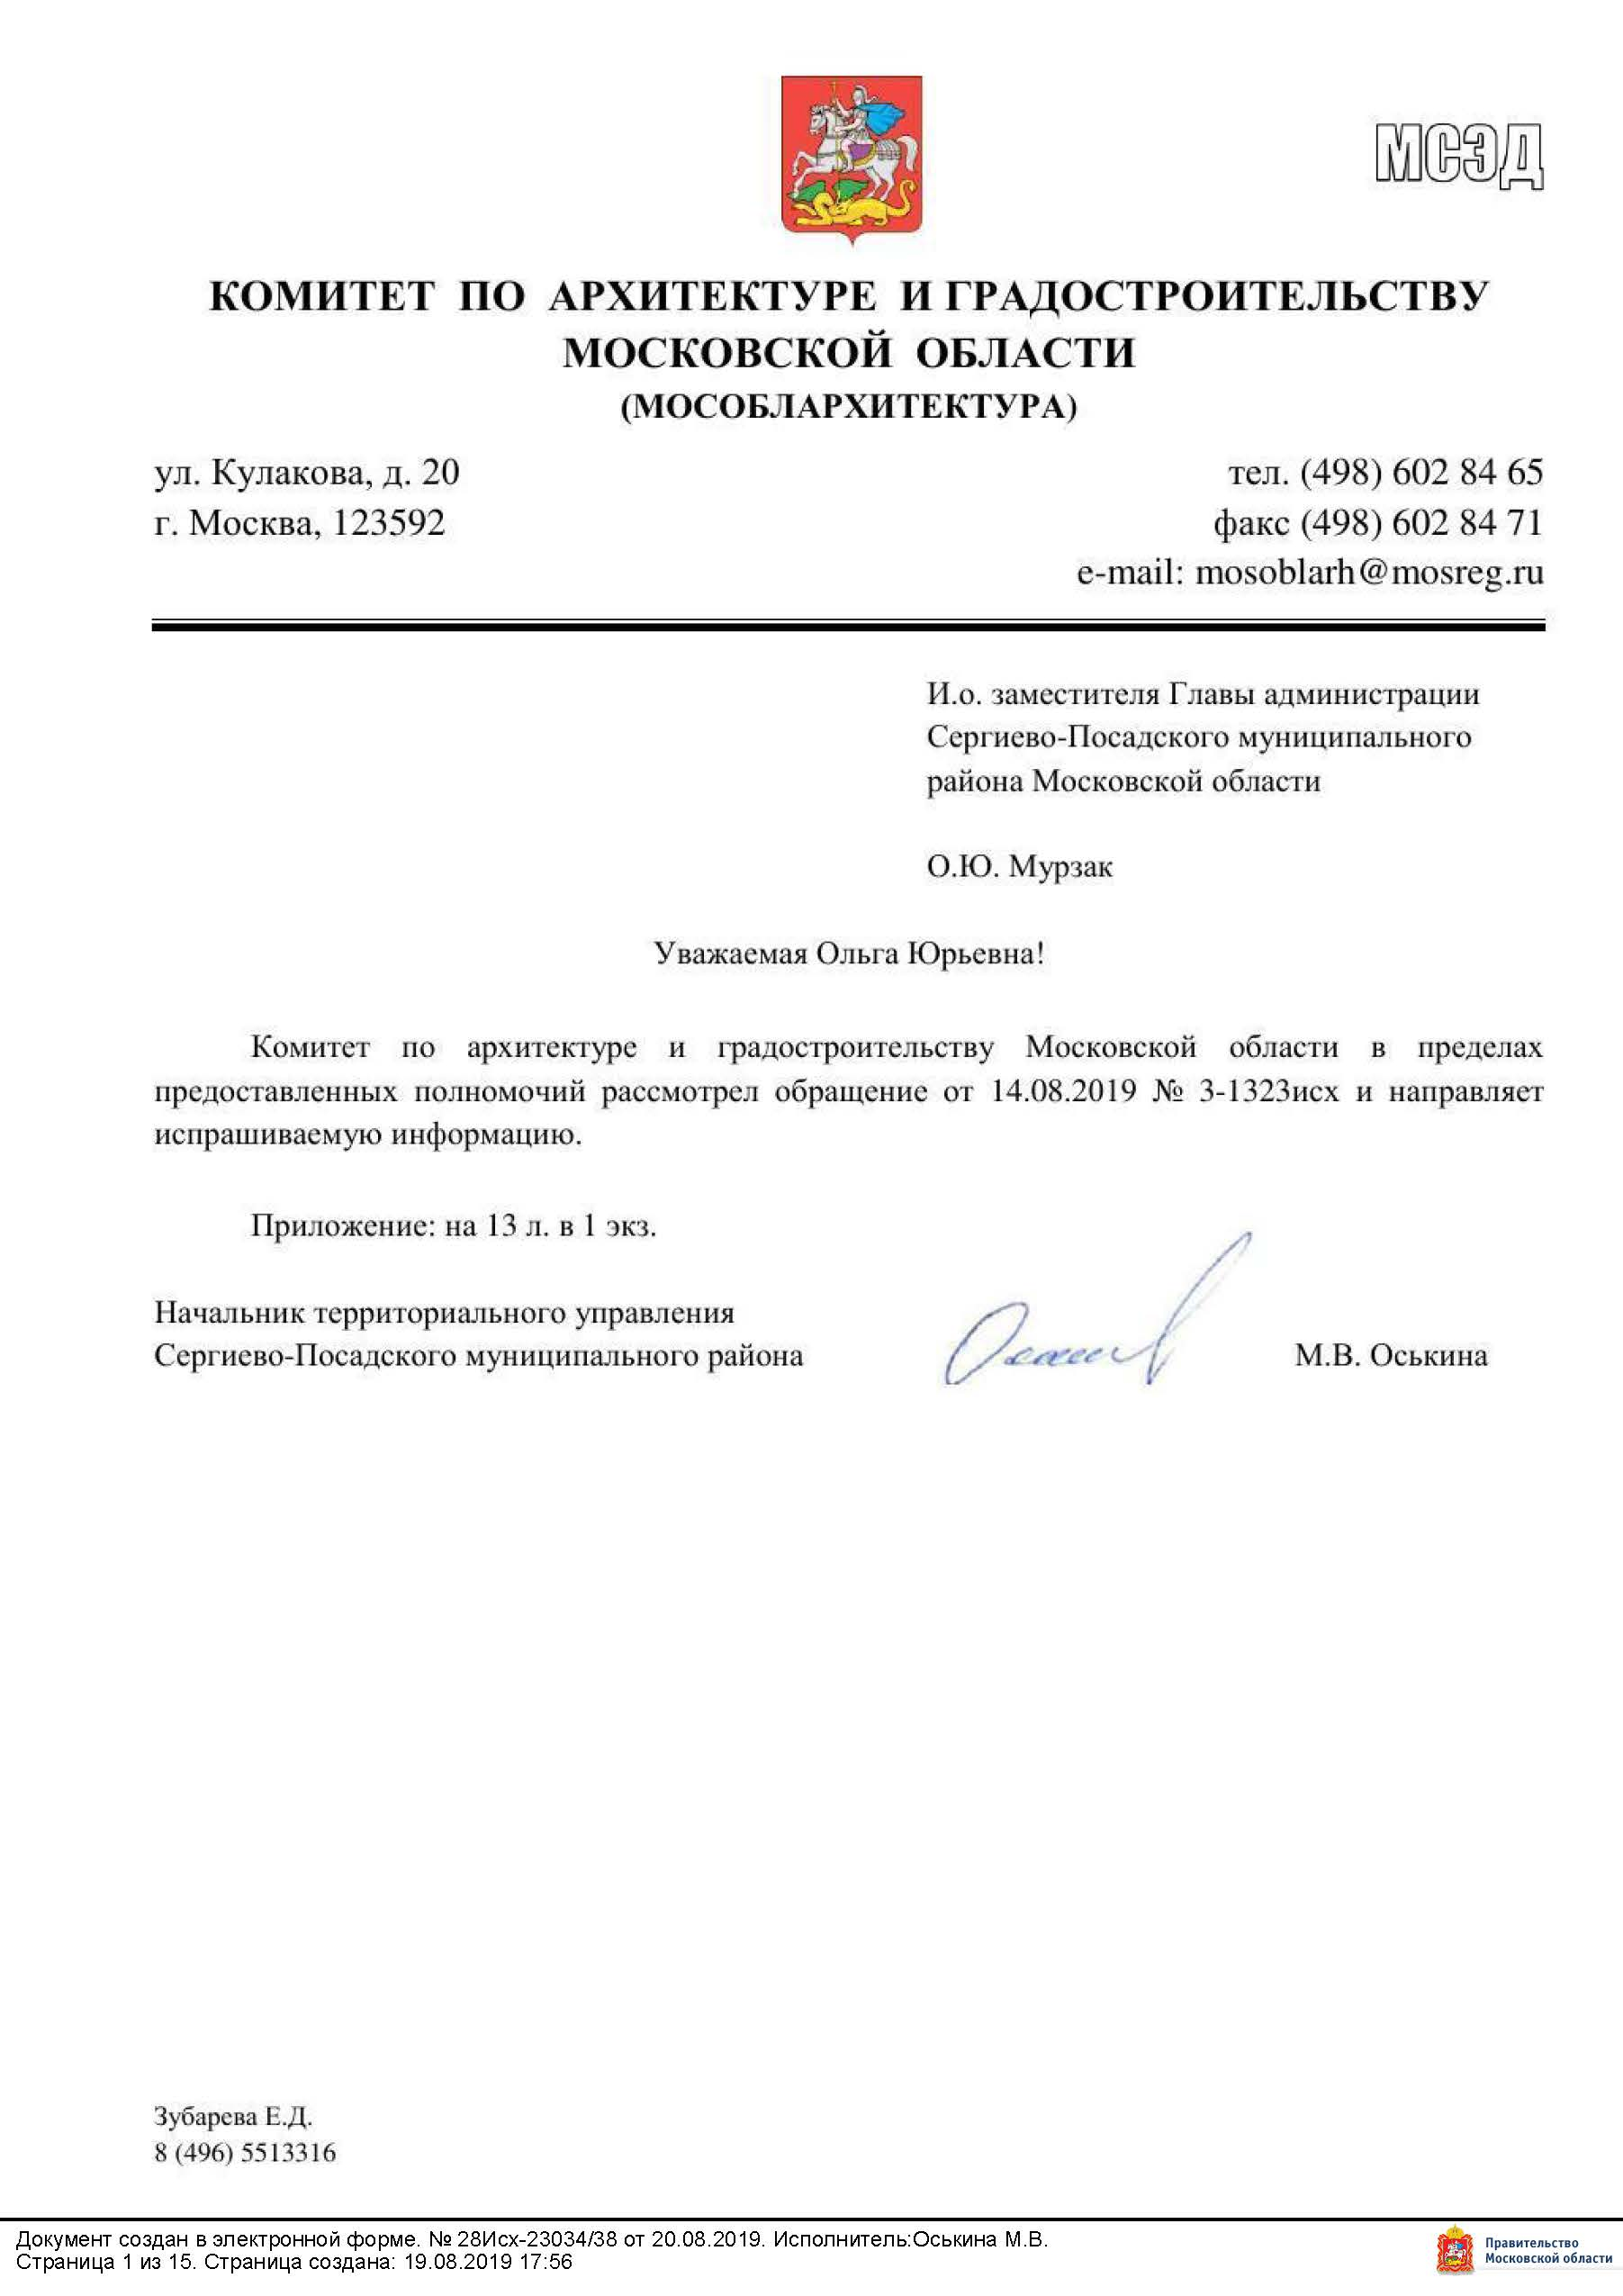 МСЭД
КОМИТЕТ ПО АРХИТЕКТУРЕ И ГРАДОСТРОИТЕЛЬСТВУ
МОСКОВСКОЙ ОБЛАСТИ
(МОСОБЛАРХИТЕКТУРА)
ул. Кулакова, д. 20
г. Москва, 123592
тел. (498) 602 84 65
факс (498) 602 84 71
e-mail: mosoblarh@mosreg.ru
И.о. заместителя Главы администрации
Сергиево-Посадского муниципального
района Московской области
О.Ю. Мурзак
Уважаемая Ольга Юрьевна!
Комитет по архитектуре и градостроительству Московской области в пределах
предоставленных полномочий рассмотрел обращение от 14.08.2019 № 3-1323исх и направляет
испрашиваемую информацию.
Приложение: на 13 л. в 1 экз.
Начальник территориального управления
Сергиево-Посадского муниципального района
М.В. Оськина
Зубарева Е.Д.
8 (496) 5513316
Документ создан в электронной форме. № 28Исх-23034/38 от 20.08.2019. Исполнитель:Оськина М.В.
Страница 1 из 15. Страница создана: 19.08.2019 17:56
Правительство
Московской области